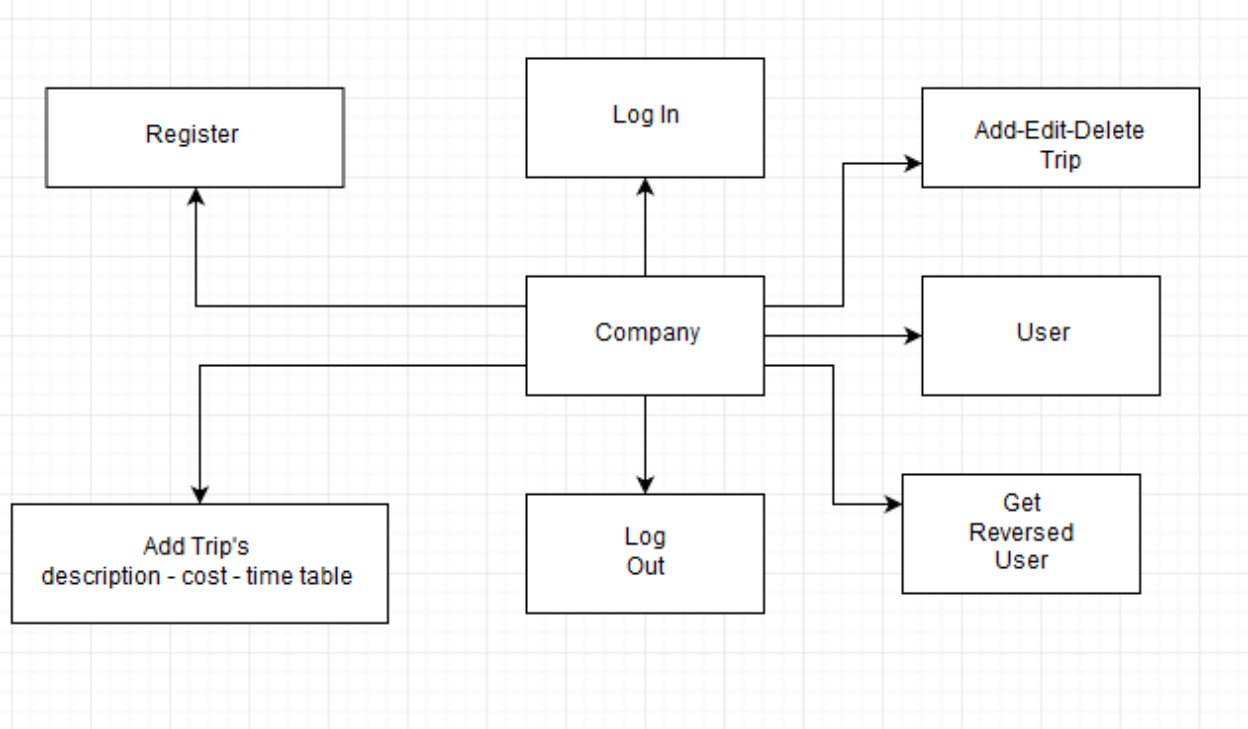 Log In
Register
Add-Edit-Delete
Trip
Company
User
Get
Reversed
User
Log
Out
Add Trip's
description - cost - time table